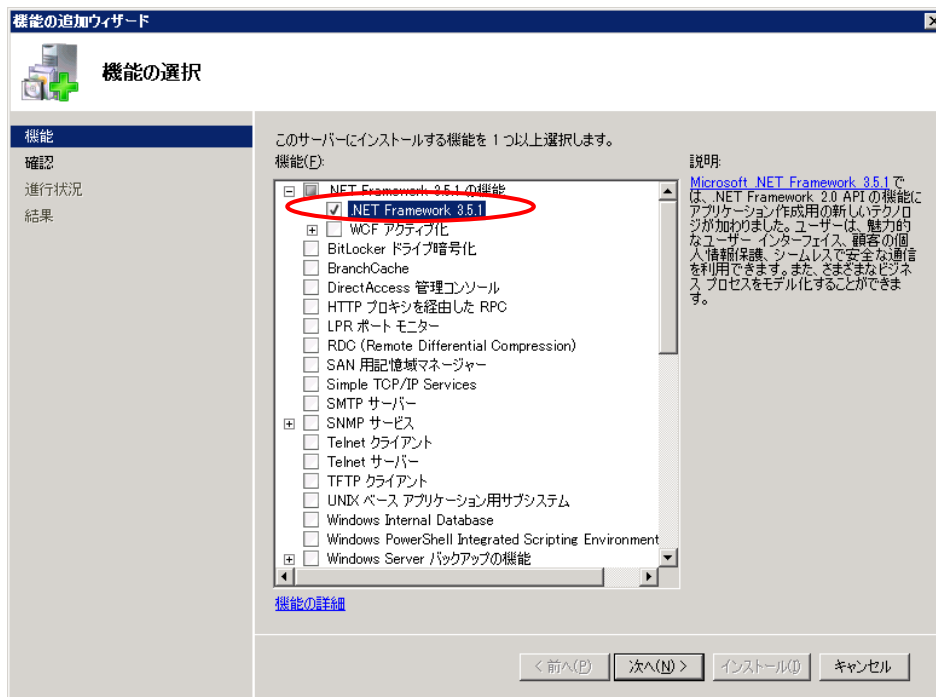 機能の追加ウィザード
機能の選択
機能
確認
進行状況
結果
このサーバーにインストールする機能を 1 つ以上選択します。
機能(F):
.NET Framework 3.5.1 の機能
.NET Framework 3.5.1
WCF アクティブ化
BitLocker ドライブ暗号化
BranchCache
DirectAccess 管理コンソール
HTTP プロキシを経由した RPC
LPR ポート モニター
RDC (Remote Differential Compression)
SAN 用記憶域マネージャー
Simple TCP/IP Services
SMTP サーバー
SNMP サービス
Telnet クライアント
Telnet サーバー
TFTP クライアント
UNIX ベース アプリケーション用サブシステム
Windows Internal Database
Windows PowerShell Integrated Scripting Environment
Windows Server バックアップの機能
機能の詳細
説明:
Microsoft .NET Framework 3.5.1 で
は、.NET Framework 2.0 API の機能に
アプリケーション作成用の新しいテクノロ
ジが加わりました。ユーザーは、魅力的
なユーザー インターフェイス、顧客の個
人情報保護、シームレスで安全な通信
を利用できます。また、さまざまなビジネ
ス プロセスをモデル化することができま
す。
< 前へ(P)
次へ(N) >
インストール(I)
キャンセル